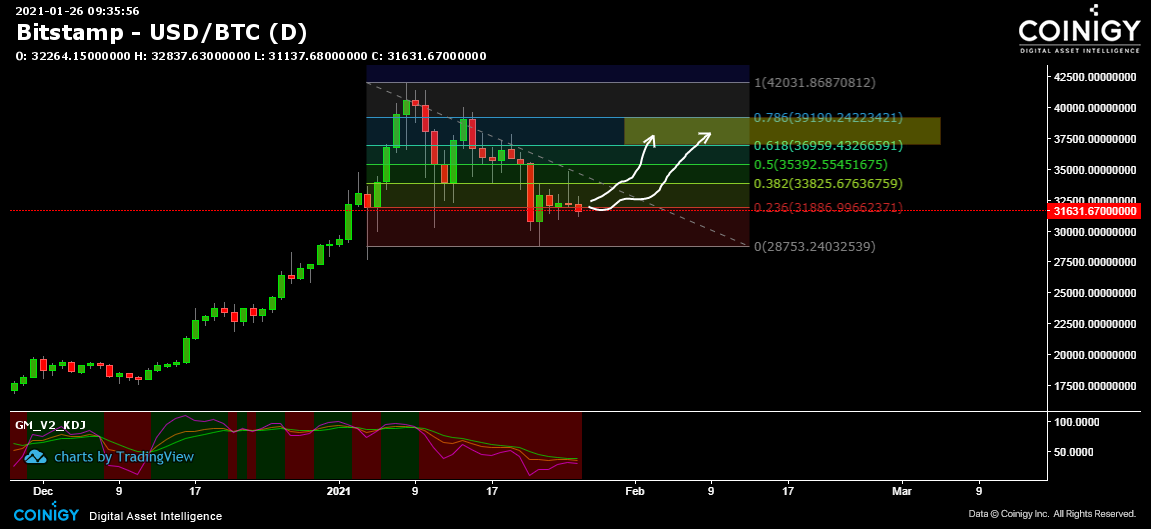 2021-01-26 09:35:56
Bitstamp - USD/BTC (D)
O: 32264.15000000 H: 32837.63000000 L: 31137.68000000 C: 31631.67000000
COINIGY
DIGITAL ASSET INTELLIGENCE
1(42031.86870812)
0.786(39190.24223421)
0.618(36959.43266591)
0.5(35392.55451675)
0.382(33825.67636759)
0.236(31886.99662371)
0(28753.24032539)
42500.00000000
40000.00000000
37500.00000000
35000.00000000
32500.00000000
31631.67000000
30000.00000000
27500.00000000
25000.00000000
22500.00000000
20000.00000000
17500.00000000
GM_V2_KDJ
charts by TradingView
100.0000
50.0000
Dec 9 17 2021 9 17 Feb 9 17 Mar 9
COINIGY Digital Asset Intelligence
Data © Coinigy Inc. All Rights Reserved.